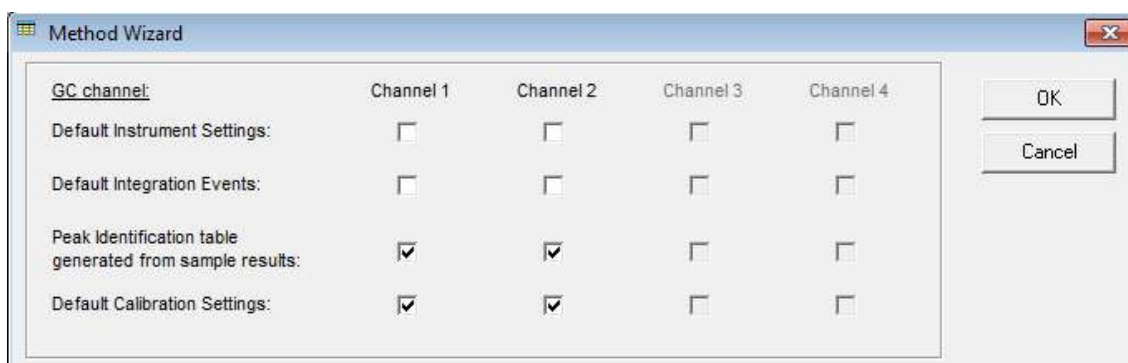 Method Wizard
GC channel: Channel 1 Channel 2 Channel 3 Channel 4
OK
Default Instrument Settings:
Cancel
Default Integration Events:
Peak Identification table
generated from sample results:
Default Calibration Settings: